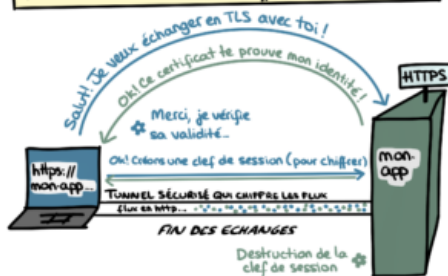 Salut! Je veux échanger en TLS avec toi!
Ok! Ce certificat te prouve mon identité!
HTTPS
Merci, je vérifie
sa validité...
Ok! Créons une clef de session (pour chiffrer)
https://
mon-app...
mon-
app
TUNNEL SÉCURISÉ QUI CHIFFRE LES FLUX
flux en http...
FIN DES ECHANGES
Destruction de la
clef de session